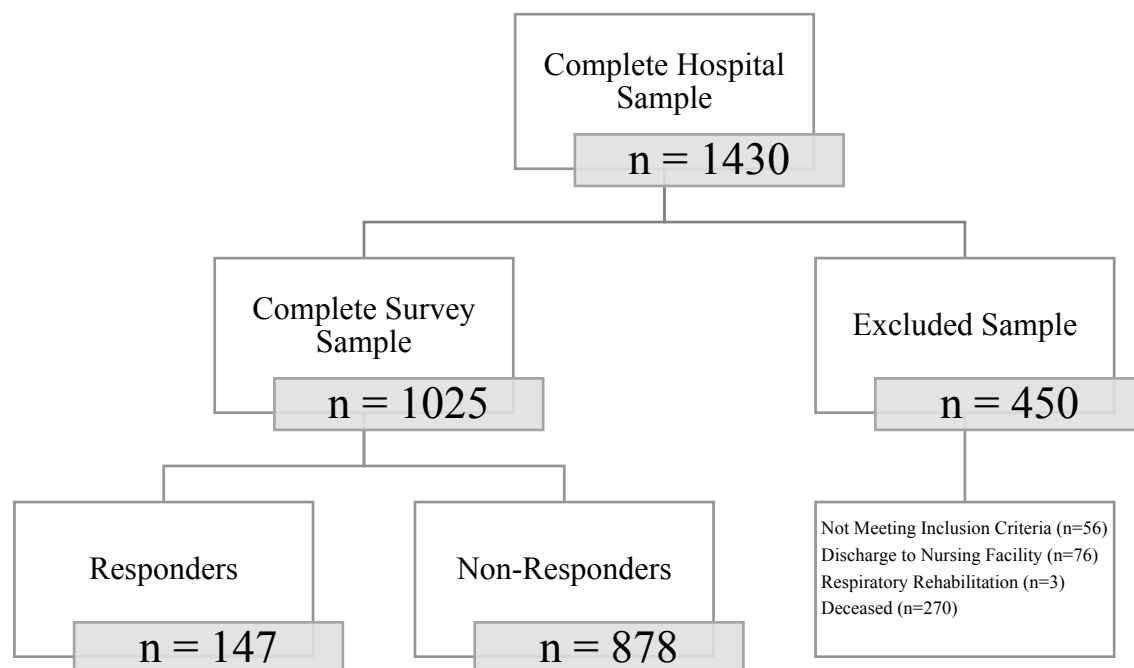 Complete Hospital
Sample
n = 1430
Complete Survey
Sample
n = 1025
Excluded Sample
n = 450
Responders
n = 147
Non-Responders
n = 878
Not Meeting Inclusion Criteria (n=56)
Discharge to Nursing Facility (n=76)
Respiratory Rehabilitation (n=3)
Deceased (n=270)